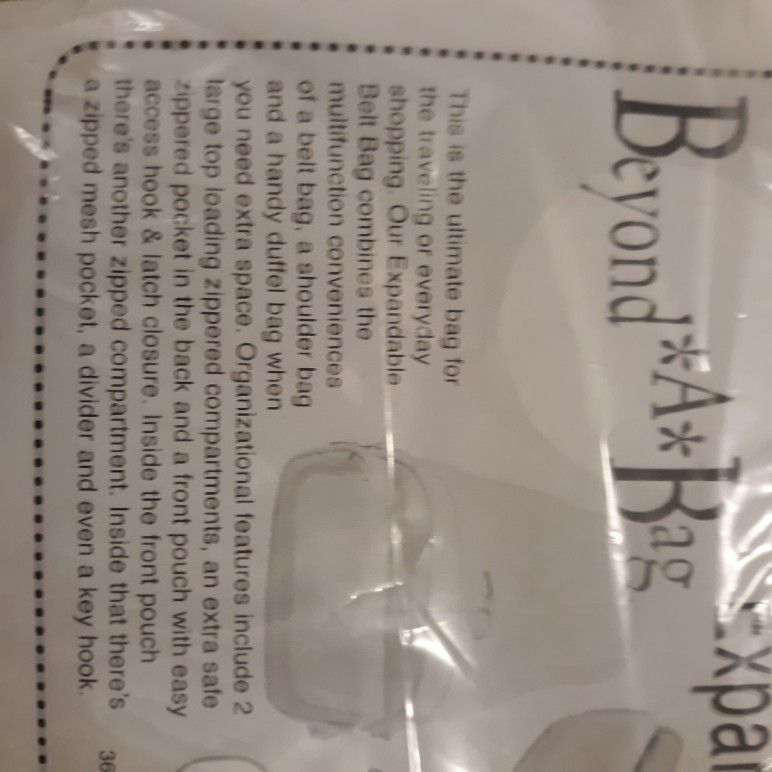 Expa
Beyond*A*Bag
This is the ultimate bag for
the traveling or everyday
shopping. Our Expandable
Belt Bag combines the
multifunction conveniences
of a belt bag, a shoulder bag
and a handy duffel bag when
you need extra space. Organizational features include 2
large top loading zippered compartments, an extra safe
zippered pocket in the back and a front pouch with easy
access hook & latch closure. Inside the front pouch
there's another zipped compartment. Inside that there's
a zipped mesh pocket, a divider and even a key hook.
36